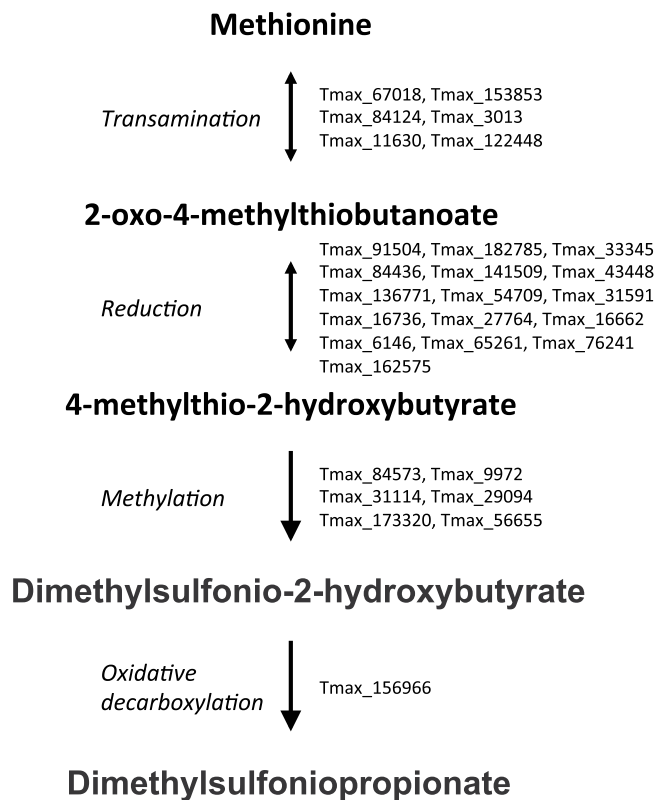 Methionine
Transamination
Tmax_67018, Tmax_153853
Tmax_84124, Tmax_3013
Tmax_11630, Tmax_122448
2-oxo-4-methylthiobutanoate
Reduction
Tmax_91504, Tmax_182785, Tmax_33345
Tmax_84436, Tmax_141509, Tmax_43448
Tmax_136771, Tmax_54709, Tmax_31591
Tmax_16736, Tmax_27764, Tmax_16662
Tmax_6146, Tmax_65261, Tmax_76241
Tmax_162575
4-methylthio-2-hydroxybutyrate
Methylation
Tmax_84573, Tmax_9972
Tmax_31114, Tmax_29094
Tmax_173320, Tmax_56655
Dimethylsulfonio-2-hydroxybutyrate
Oxidative
decarboxylation
Tmax_156966
Dimethylsulfoniopropionate